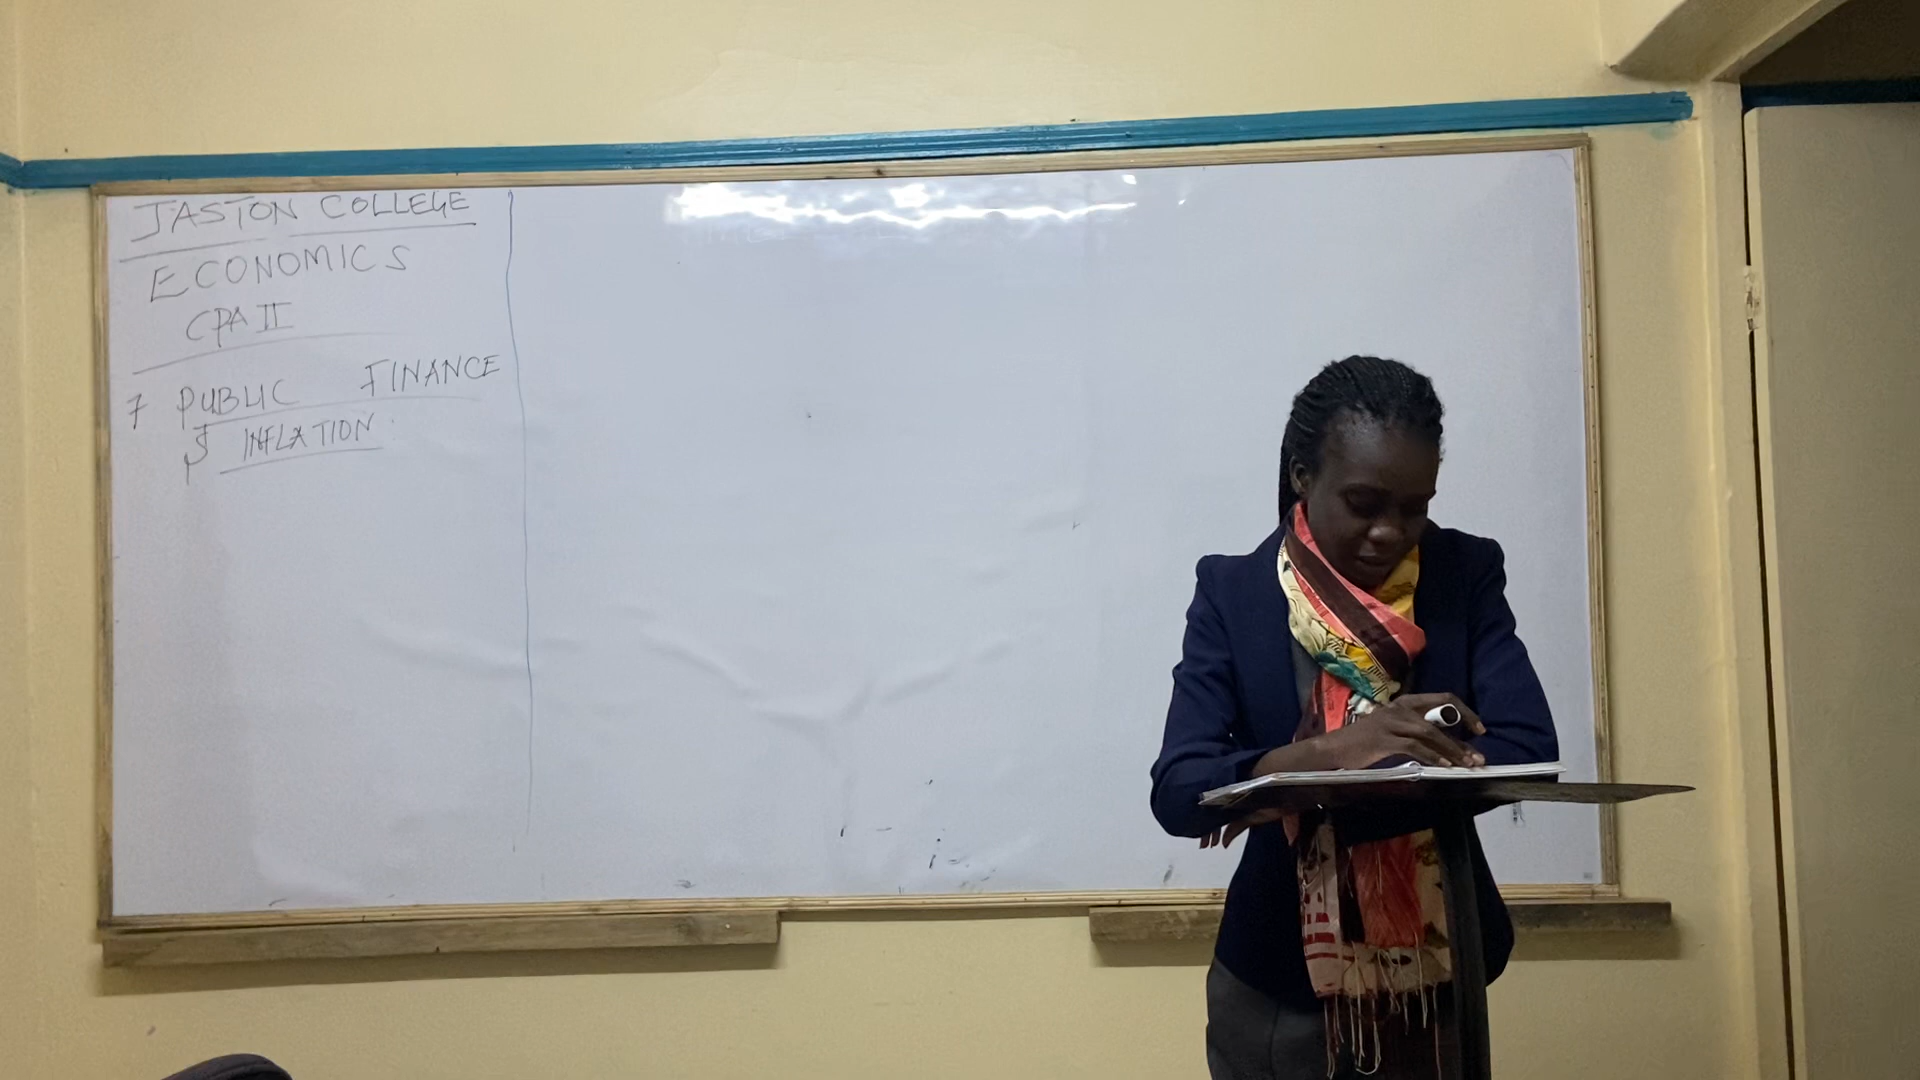 JASTON COLLEGE
ECONOMICS
CPA II
7 PUBLIC FINANCE
$ INFLATION